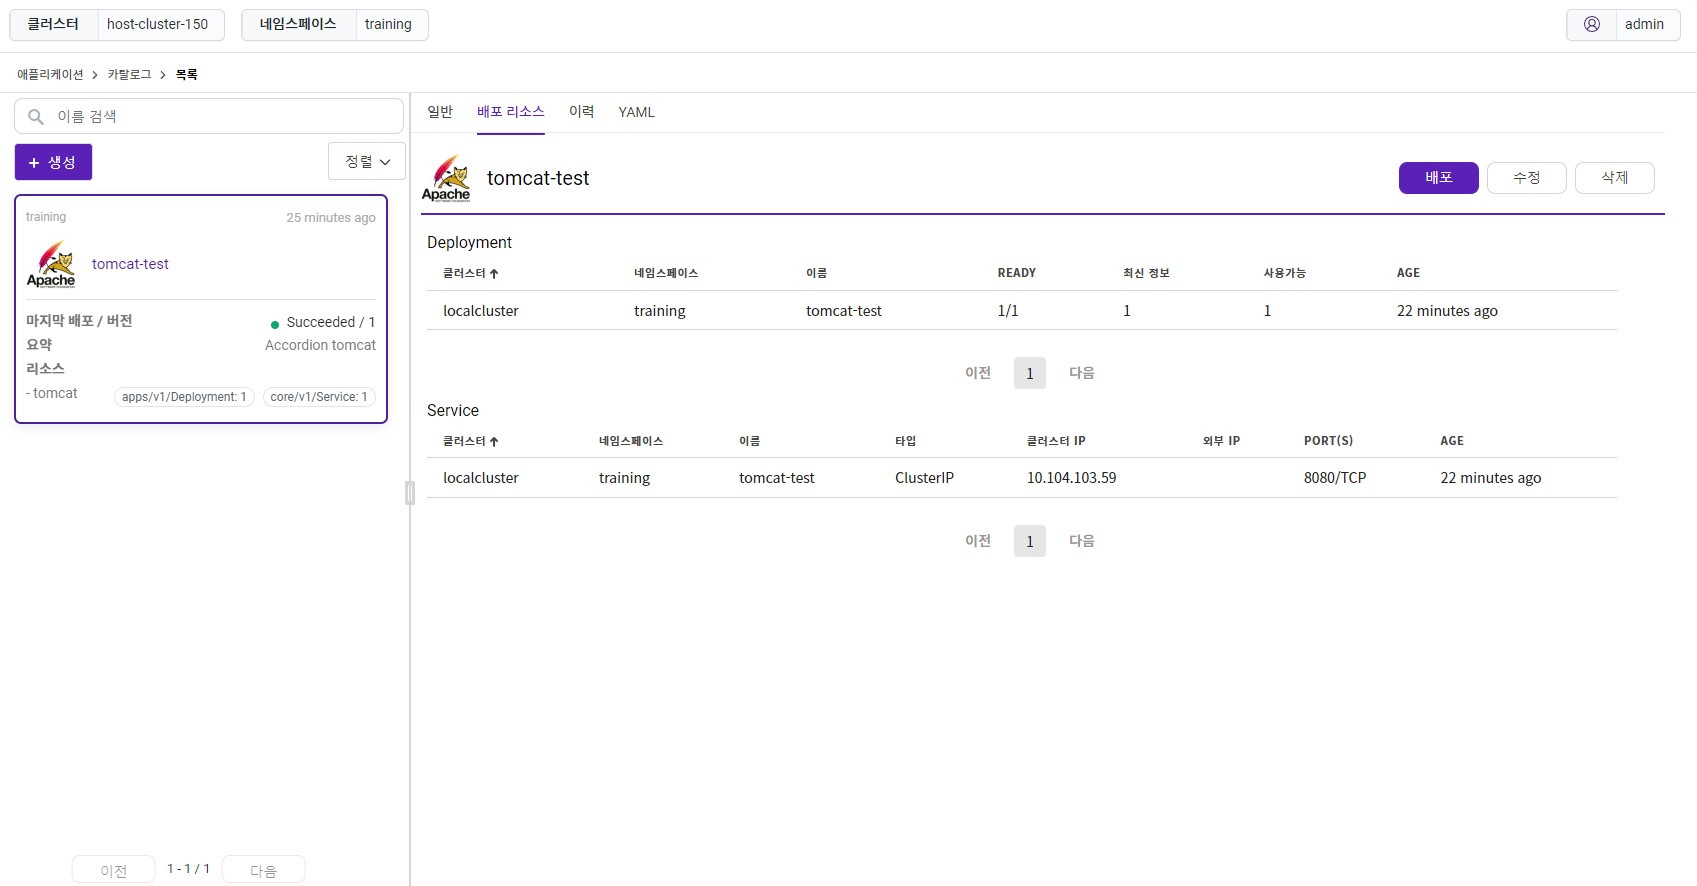 클러스터 host-cluster-150 네임스페이스 training admin
애플리케이션 > 카탈로그 > 목록
이름 검색
+ 생성 정렬
training 25 minutes ago
Apache
tomcat-test
마지막 배포 / 버전 Succeeded / 1
요약 Accordion tomcat
리소스
- tomcat apps/v1/Deployment: 1 core/v1/Service: 1
이전 1 - 1 / 1 다음
일반 배포 리소스 이력 YAML
Apache
tomcat-test 배포 수정 삭제
Deployment
클러스터 네임스페이스 이름 READY 최신 정보 사용가능 AGE
localcluster training tomcat-test 1/1 1 1 22 minutes ago
이전 1 다음
Service
클러스터 네임스페이스 이름 타입 클러스터 IP 외부 IP PORT(S) AGE
localcluster training tomcat-test ClusterIP 10.104.103.59 8080/TCP 22 minutes ago
이전 1 다음